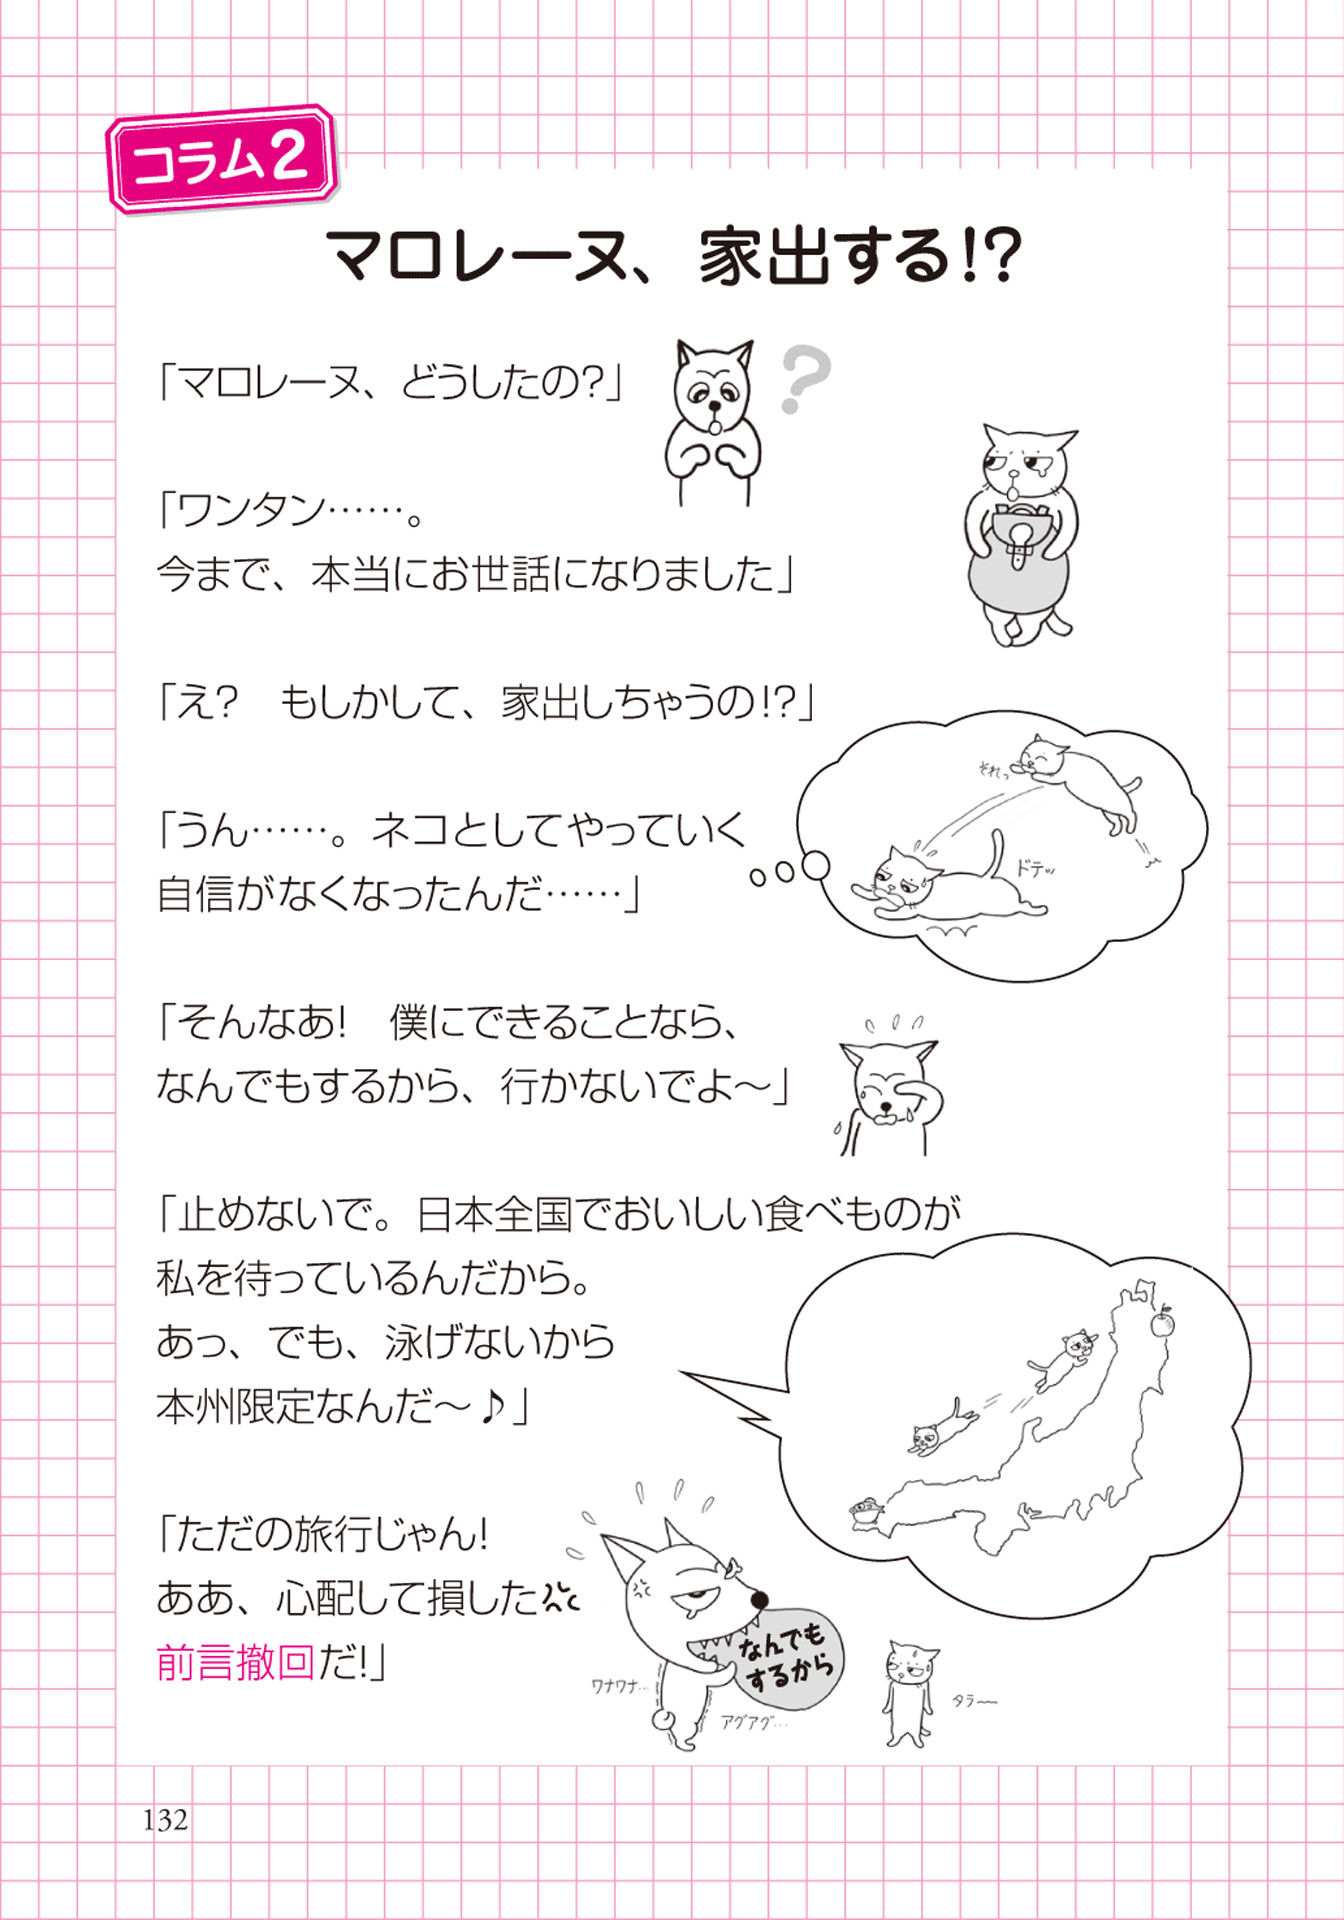 コラム2
マロレーヌ、家出する!?
「マロレーヌ、どうしたの?」
?
「ワンタン……。
今まで、本当にお世話になりました」
「え?　もしかして、家出しちゃうの!?」
それっ
「うん……。ネコとしてやっていく
自信がなくなったんだ……」
ドテッ
「そんなあ!　僕にできることなら、
なんでもするから、行かないでよ〜」
「止めないで。日本全国でおいしい食べものが
私を待っているんだから。
あっ、でも、泳げないから
本州限定なんだ〜♪」
「ただの旅行じゃん!
ああ、心配して損した
前言撤回だ!」
なんでも
するから
ワナワナ…
アグアグ…
タラ〜
132